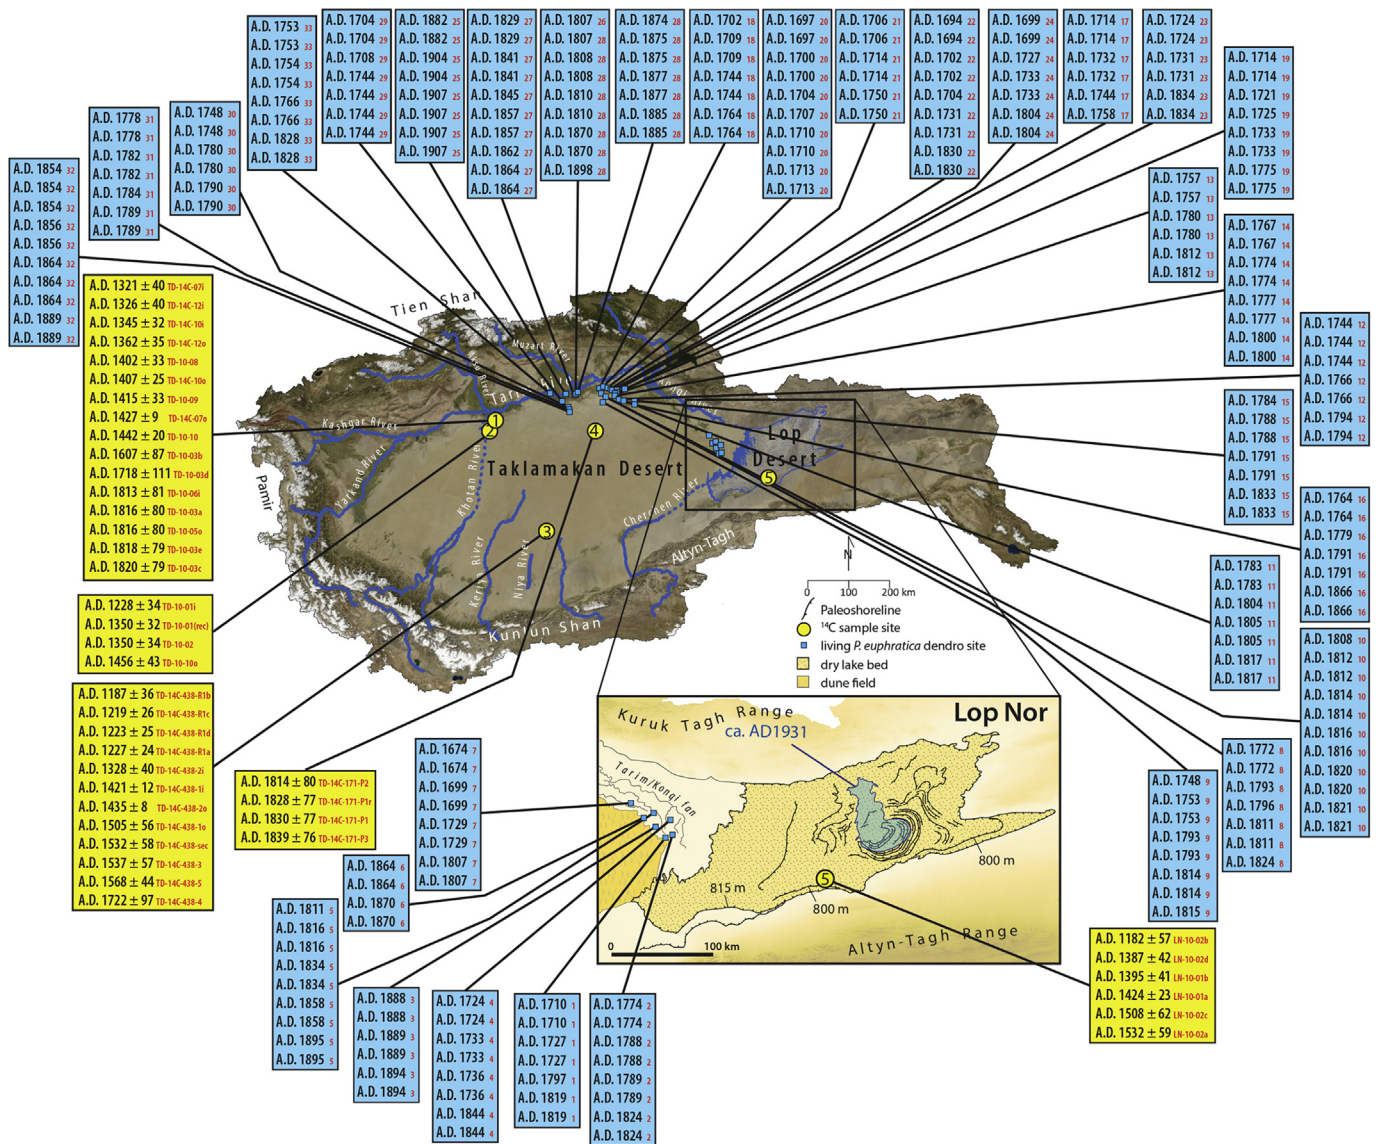 A.D. 1854 32
A.D. 1854 32
A.D. 1854 32
A.D. 1856 32
A.D. 1856 32
A.D. 1864 32
A.D. 1864 32
A.D. 1864 32
A.D. 1889 32
A.D. 1889 32
A.D. 1778 31
A.D. 1778 31
A.D. 1782 31
A.D. 1782 31
A.D. 1784 31
A.D. 1789 31
A.D. 1789 31
A.D. 1748 30
A.D. 1748 30
A.D. 1780 30
A.D. 1780 30
A.D. 1790 30
A.D. 1790 30
A.D. 1753 33
A.D. 1753 33
A.D. 1754 33
A.D. 1754 33
A.D. 1766 33
A.D. 1766 33
A.D. 1828 33
A.D. 1828 33
A.D. 1704 29
A.D. 1704 29
A.D. 1708 29
A.D. 1744 29
A.D. 1744 29
A.D. 1744 29
A.D. 1744 29
A.D. 1882 25
A.D. 1882 25
A.D. 1904 25
A.D. 1904 25
A.D. 1907 25
A.D. 1907 25
A.D. 1907 25
A.D. 1907 25
A.D. 1829 27
A.D. 1829 27
A.D. 1841 27
A.D. 1841 27
A.D. 1845 27
A.D. 1857 27
A.D. 1857 27
A.D. 1862 27
A.D. 1864 27
A.D. 1864 27
A.D. 1807 26
A.D. 1807 28
A.D. 1808 28
A.D. 1808 28
A.D. 1810 28
A.D. 1810 28
A.D. 1870 28
A.D. 1870 28
A.D. 1898 28
A.D. 1874 28
A.D. 1875 28
A.D. 1875 28
A.D. 1877 28
A.D. 1877 28
A.D. 1885 28
A.D. 1885 28
A.D. 1702 18
A.D. 1709 18
A.D. 1709 18
A.D. 1744 18
A.D. 1744 18
A.D. 1764 18
A.D. 1764 18
A.D. 1697 20
A.D. 1697 20
A.D. 1700 20
A.D. 1700 20
A.D. 1704 20
A.D. 1707 20
A.D. 1710 20
A.D. 1710 20
A.D. 1713 20
A.D. 1713 20
A.D. 1706 21
A.D. 1706 21
A.D. 1714 21
A.D. 1714 21
A.D. 1750 21
A.D. 1750 21
A.D. 1694 22
A.D. 1694 22
A.D. 1702 22
A.D. 1702 22
A.D. 1704 22
A.D. 1731 22
A.D. 1731 22
A.D. 1830 22
A.D. 1830 22
A.D. 1699 24
A.D. 1699 24
A.D. 1727 24
A.D. 1733 24
A.D. 1733 24
A.D. 1804 24
A.D. 1804 24
A.D. 1714 17
A.D. 1714 17
A.D. 1732 17
A.D. 1732 17
A.D. 1744 17
A.D. 1758 17
A.D. 1724 23
A.D. 1724 23
A.D. 1731 23
A.D. 1731 23
A.D. 1834 23
A.D. 1834 23
A.D. 1714 19
A.D. 1714 19
A.D. 1721 19
A.D. 1725 19
A.D. 1733 19
A.D. 1733 19
A.D. 1775 19
A.D. 1775 19
A.D. 1757 13
A.D. 1757 13
A.D. 1780 13
A.D. 1780 13
A.D. 1812 13
A.D. 1812 13
A.D. 1767 14
A.D. 1767 14
A.D. 1774 14
A.D. 1774 14
A.D. 1777 14
A.D. 1777 14
A.D. 1800 14
A.D. 1800 14
A.D. 1744 12
A.D. 1744 12
A.D. 1744 12
A.D. 1766 12
A.D. 1766 12
A.D. 1794 12
A.D. 1794 12
A.D. 1784 15
A.D. 1788 15
A.D. 1788 15
A.D. 1791 15
A.D. 1791 15
A.D. 1833 15
A.D. 1833 15
A.D. 1764 16
A.D. 1764 16
A.D. 1779 16
A.D. 1791 16
A.D. 1791 16
A.D. 1866 16
A.D. 1866 16
A.D. 1783 11
A.D. 1783 11
A.D. 1804 11
A.D. 1805 11
A.D. 1805 11
A.D. 1817 11
A.D. 1817 11
A.D. 1808 10
A.D. 1812 10
A.D. 1812 10
A.D. 1814 10
A.D. 1814 10
A.D. 1816 10
A.D. 1816 10
A.D. 1820 10
A.D. 1820 10
A.D. 1821 10
A.D. 1821 10
A.D. 1772 8
A.D. 1772 8
A.D. 1793 8
A.D. 1796 8
A.D. 1811 8
A.D. 1811 8
A.D. 1824 8
A.D. 1748 9
A.D. 1753 9
A.D. 1753 9
A.D. 1793 9
A.D. 1793 9
A.D. 1814 9
A.D. 1814 9
A.D. 1815 9
A.D. 1321 ± 40 TD-14C-07i
A.D. 1326 ± 40 TD-14C-12i
A.D. 1345 ± 32 TD-14C-10i
A.D. 1362 ± 35 TD-14C-12o
A.D. 1402 ± 33 TD-10-08
A.D. 1407 ± 25 TD-14C-10o
A.D. 1415 ± 33 TD-10-09
A.D. 1427 ± 9 TD-14C-07o
A.D. 1442 ± 20 TD-10-10
A.D. 1607 ± 87 TD-10-03b
A.D. 1718 ± 111 TD-10-03d
A.D. 1813 ± 81 TD-10-06i
A.D. 1816 ± 80 TD-10-03a
A.D. 1816 ± 80 TD-10-05o
A.D. 1818 ± 79 TD-10-03e
A.D. 1820 ± 79 TD-10-03c
A.D. 1228 ± 34 TD-10-01i
A.D. 1350 ± 32 TD-10-01(rec)
A.D. 1350 ± 34 TD-10-02
A.D. 1456 ± 43 TD-10-10o
A.D. 1187 ± 36 TD-14C-438-R1b
A.D. 1219 ± 26 TD-14C-438-R1c
A.D. 1223 ± 25 TD-14C-438-R1d
A.D. 1227 ± 24 TD-14C-438-R1a
A.D. 1328 ± 40 TD-14C-438-2i
A.D. 1421 ± 12 TD-14C-438-1i
A.D. 1435 ± 8 TD-14C-438-2o
A.D. 1505 ± 56 TD-14C-438-1o
A.D. 1532 ± 58 TD-14C-438-sec
A.D. 1537 ± 57 TD-14C-438-3
A.D. 1568 ± 44 TD-14C-438-5
A.D. 1722 ± 97 TD-14C-438-4
A.D. 1814 ± 80 TD-14C-171-P2
A.D. 1828 ± 77 TD-14C-171-P1r
A.D. 1830 ± 77 TD-14C-171-P1
A.D. 1839 ± 76 TD-14C-171-P3
Tien Shan
Muzart River
Aksu River
Kashgar River
Yarkand River
Khotan River
Pamir
Taklamakan Desert
Lop
Desert
Cherchen River
Keriya River
Niya River
Altyn-Tagh
Kunlun Shan
1
2
3
4
5
N
0 100 200 km
Paleoshoreline
14C sample site
living P. euphratica dendro site
dry lake bed
dune field
Kuruk Tagh Range
Lop Nor
ca. AD1931
Tarim/Konqi fan
800 m
815 m
5
800 m
Altyn-Tagh Range
0 100 km
A.D. 1674 7
A.D. 1674 7
A.D. 1699 7
A.D. 1699 7
A.D. 1729 7
A.D. 1729 7
A.D. 1807 7
A.D. 1807 7
A.D. 1864 6
A.D. 1864 6
A.D. 1870 6
A.D. 1870 6
A.D. 1811 5
A.D. 1816 5
A.D. 1816 5
A.D. 1834 5
A.D. 1834 5
A.D. 1858 5
A.D. 1858 5
A.D. 1895 5
A.D. 1895 5
A.D. 1888 3
A.D. 1888 3
A.D. 1889 3
A.D. 1889 3
A.D. 1894 3
A.D. 1894 3
A.D. 1724 4
A.D. 1724 4
A.D. 1733 4
A.D. 1733 4
A.D. 1736 4
A.D. 1736 4
A.D. 1844 4
A.D. 1844 4
A.D. 1710 1
A.D. 1710 1
A.D. 1727 1
A.D. 1727 1
A.D. 1797 1
A.D. 1819 1
A.D. 1819 1
A.D. 1774 2
A.D. 1774 2
A.D. 1788 2
A.D. 1788 2
A.D. 1789 2
A.D. 1789 2
A.D. 1824 2
A.D. 1824 2
A.D. 1182 ± 57 LN-10-02b
A.D. 1387 ± 42 LN-10-02d
A.D. 1395 ± 41 LN-10-01b
A.D. 1424 ± 23 LN-10-01a
A.D. 1508 ± 62 LN-10-02c
A.D. 1532 ± 59 LN-10-02a